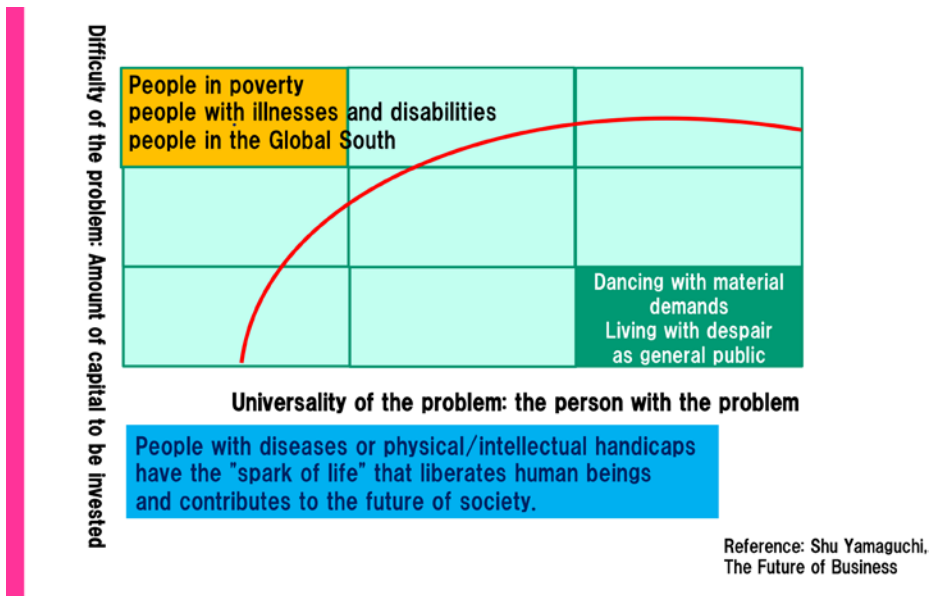 Difficulty of the problem: Amount of capital to be invested
People in poverty
people with illnesses and disabilities
people in the Global South
Dancing with material
demands
Living with despair
as general public
Universality of the problem: the person with the problem
People with diseases or physical/intellectual handicaps
have the "spark of life" that liberates human beings
and contributes to the future of society.
Reference: Shu Yamaguchi,
The Future of Business